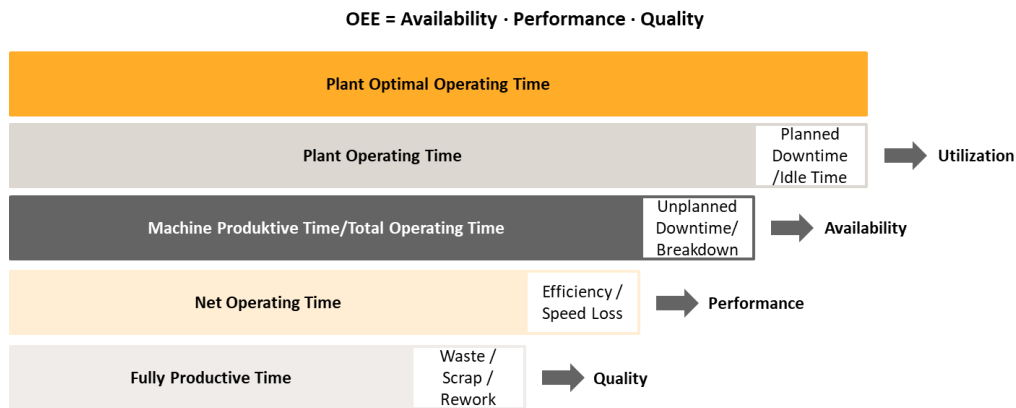 OEE = Availability · Performance · Quality
Plant Optimal Operating Time
Plant Operating Time
Planned
Downtime
/Idle Time
Utilization
Machine Produktive Time/Total Operating Time
Unplanned
Downtime/
Breakdown
Availability
Net Operating Time
Efficiency /
Speed Loss
Performance
Fully Productive Time
Waste /
Scrap /
Rework
Quality